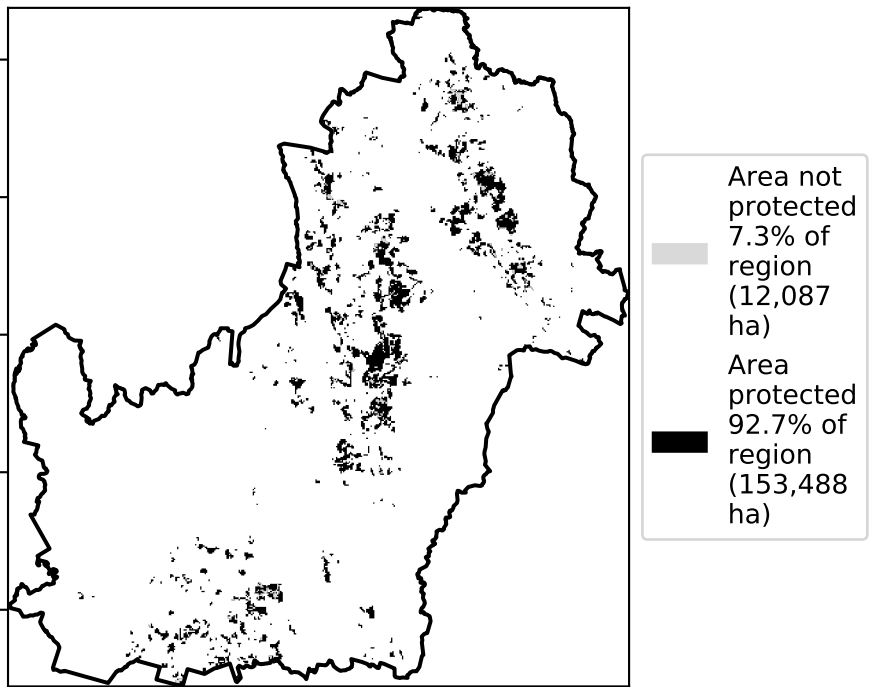 Area not
protected
7.3% of
region
(12,087
ha)
Area
protected
92.7% of
region
(153,488
ha)